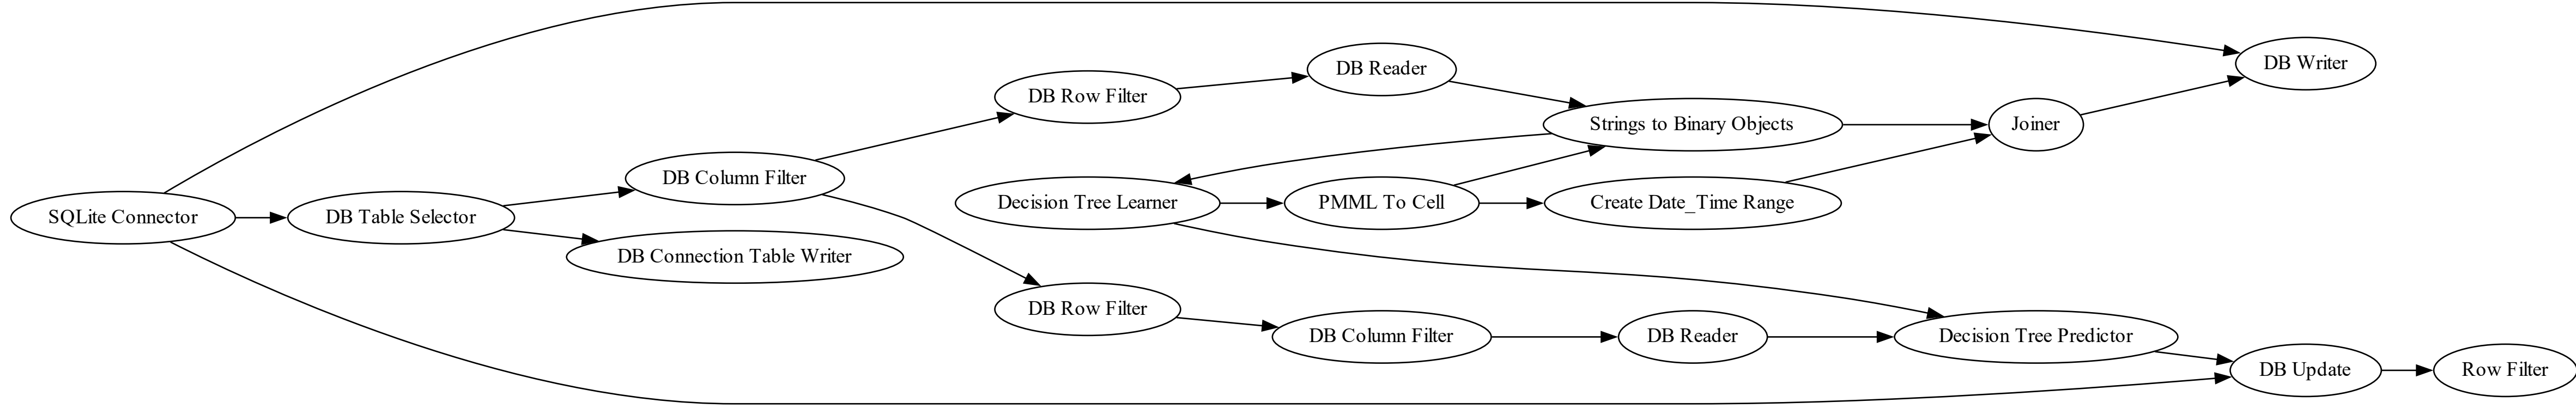 SQLite Connector
DB Table Selector
DB Column Filter
DB Connection Table Writer
DB Row Filter
DB Reader
Strings to Binary Objects
Decision Tree Learner
PMML To Cell
Create Date_Time Range
Joiner
DB Writer
DB Row Filter
DB Column Filter
DB Reader
Decision Tree Predictor
DB Update
Row Filter